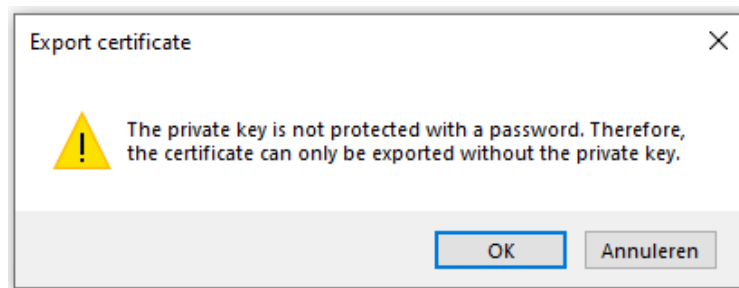 Export certificate
The private key is not protected with a password. Therefore,
the certificate can only be exported without the private key.
OK
Annuleren